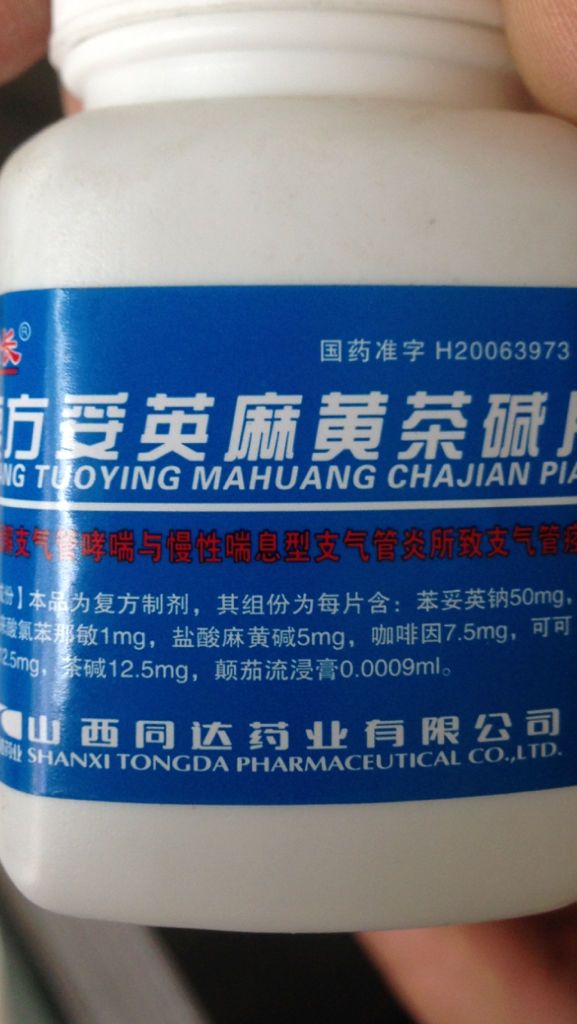 长®
国药准字 H20063973
方妥英麻黄茶碱片
NG TUOYING MAHUANG CHAJIAN PIA
支气管哮喘与慢性喘息型支气管炎所致支气管痉
份】本品为复方制剂，其组份为每片含：苯妥英钠50mg，
酸氯苯那敏1mg，盐酸麻黄碱5mg，咖啡因7.5mg，可可
2.5mg，茶碱12.5mg，颠茄流浸膏0.0009ml。
山西同达药业有限公司
药业 SHANXI TONGDA PHARMACEUTICAL CO.,LTD.